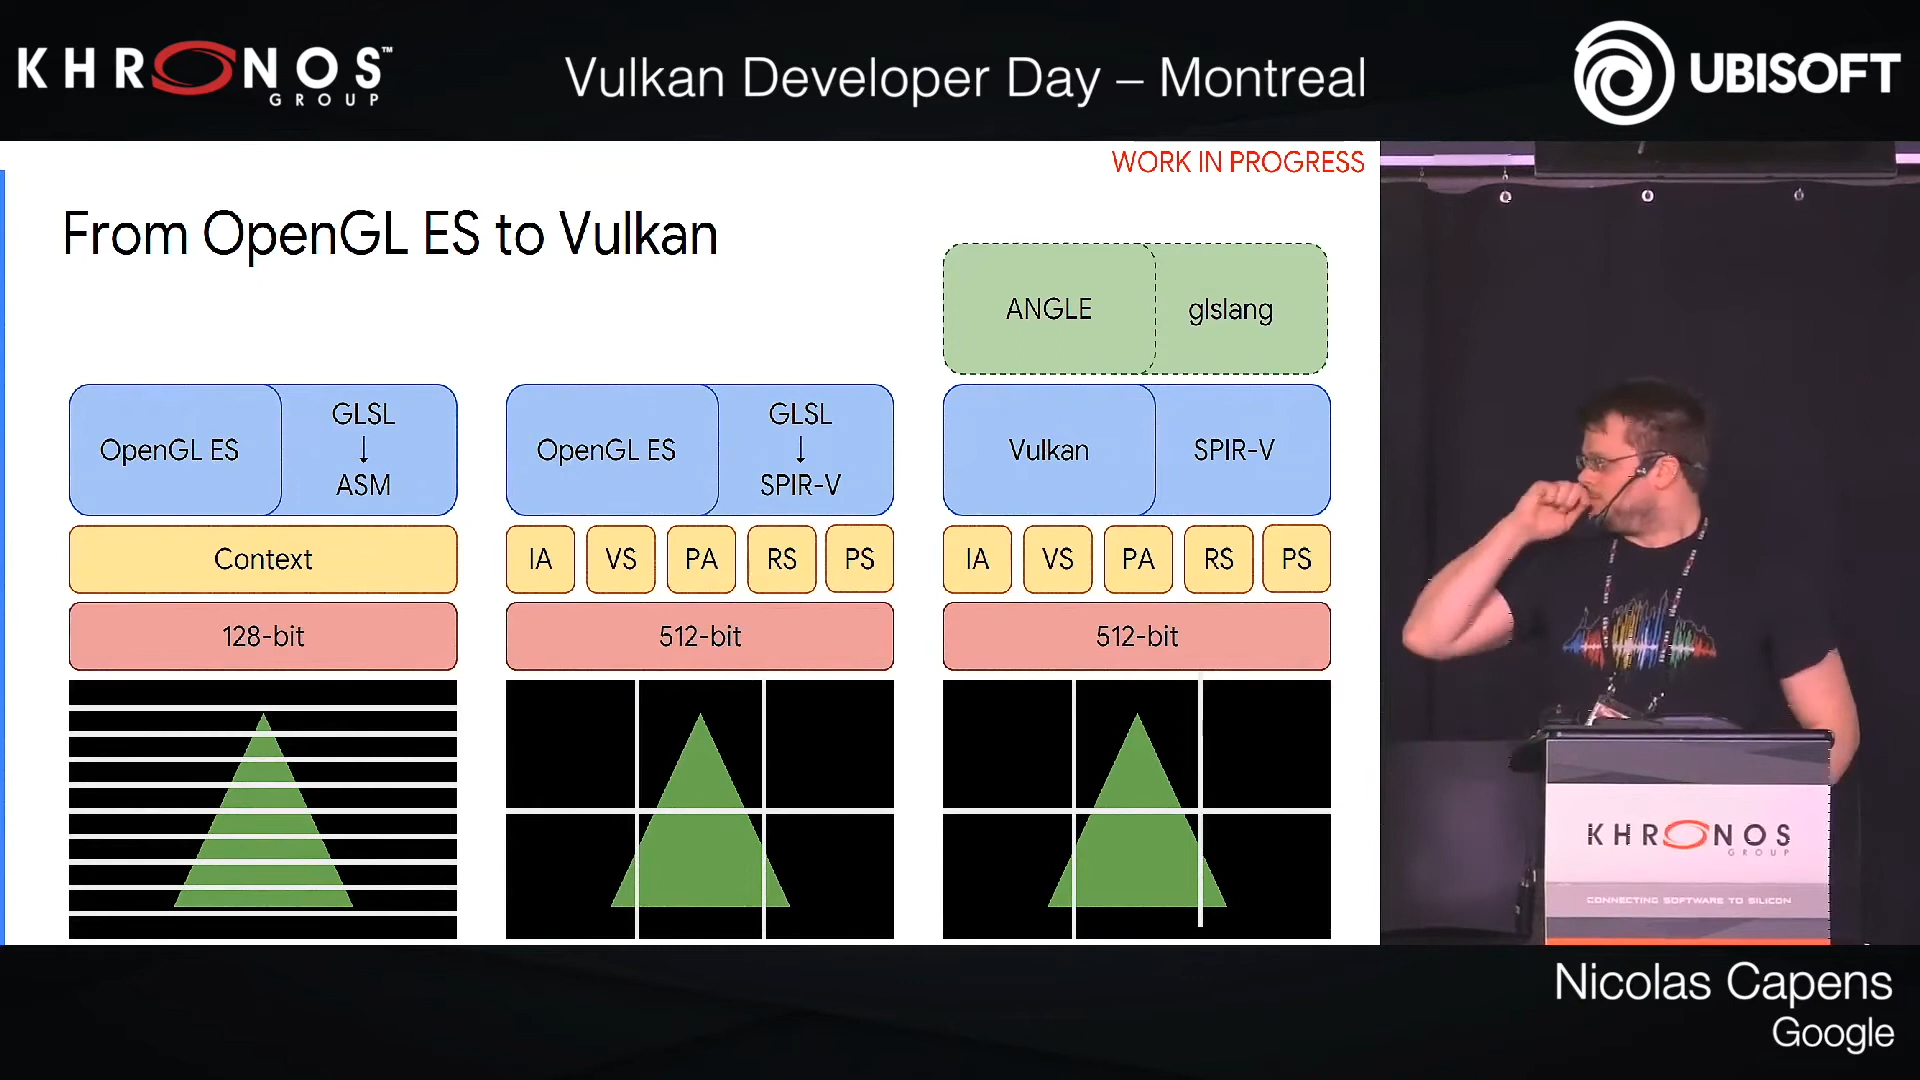 KHRONOS™
GROUP
Vulkan Developer Day – Montreal
UBISOFT
WORK IN PROGRESS
From OpenGL ES to Vulkan
ANGLE
glslang
OpenGL ES
GLSL
↓
ASM
OpenGL ES
GLSL
↓
SPIR-V
Vulkan
SPIR-V
Context
IA
VS
PA
RS
PS
IA
VS
PA
RS
PS
128-bit
512-bit
512-bit
KHRONOS
GROUP
CONNECTING SOFTWARE TO SILICON
Nicolas Capens
Google